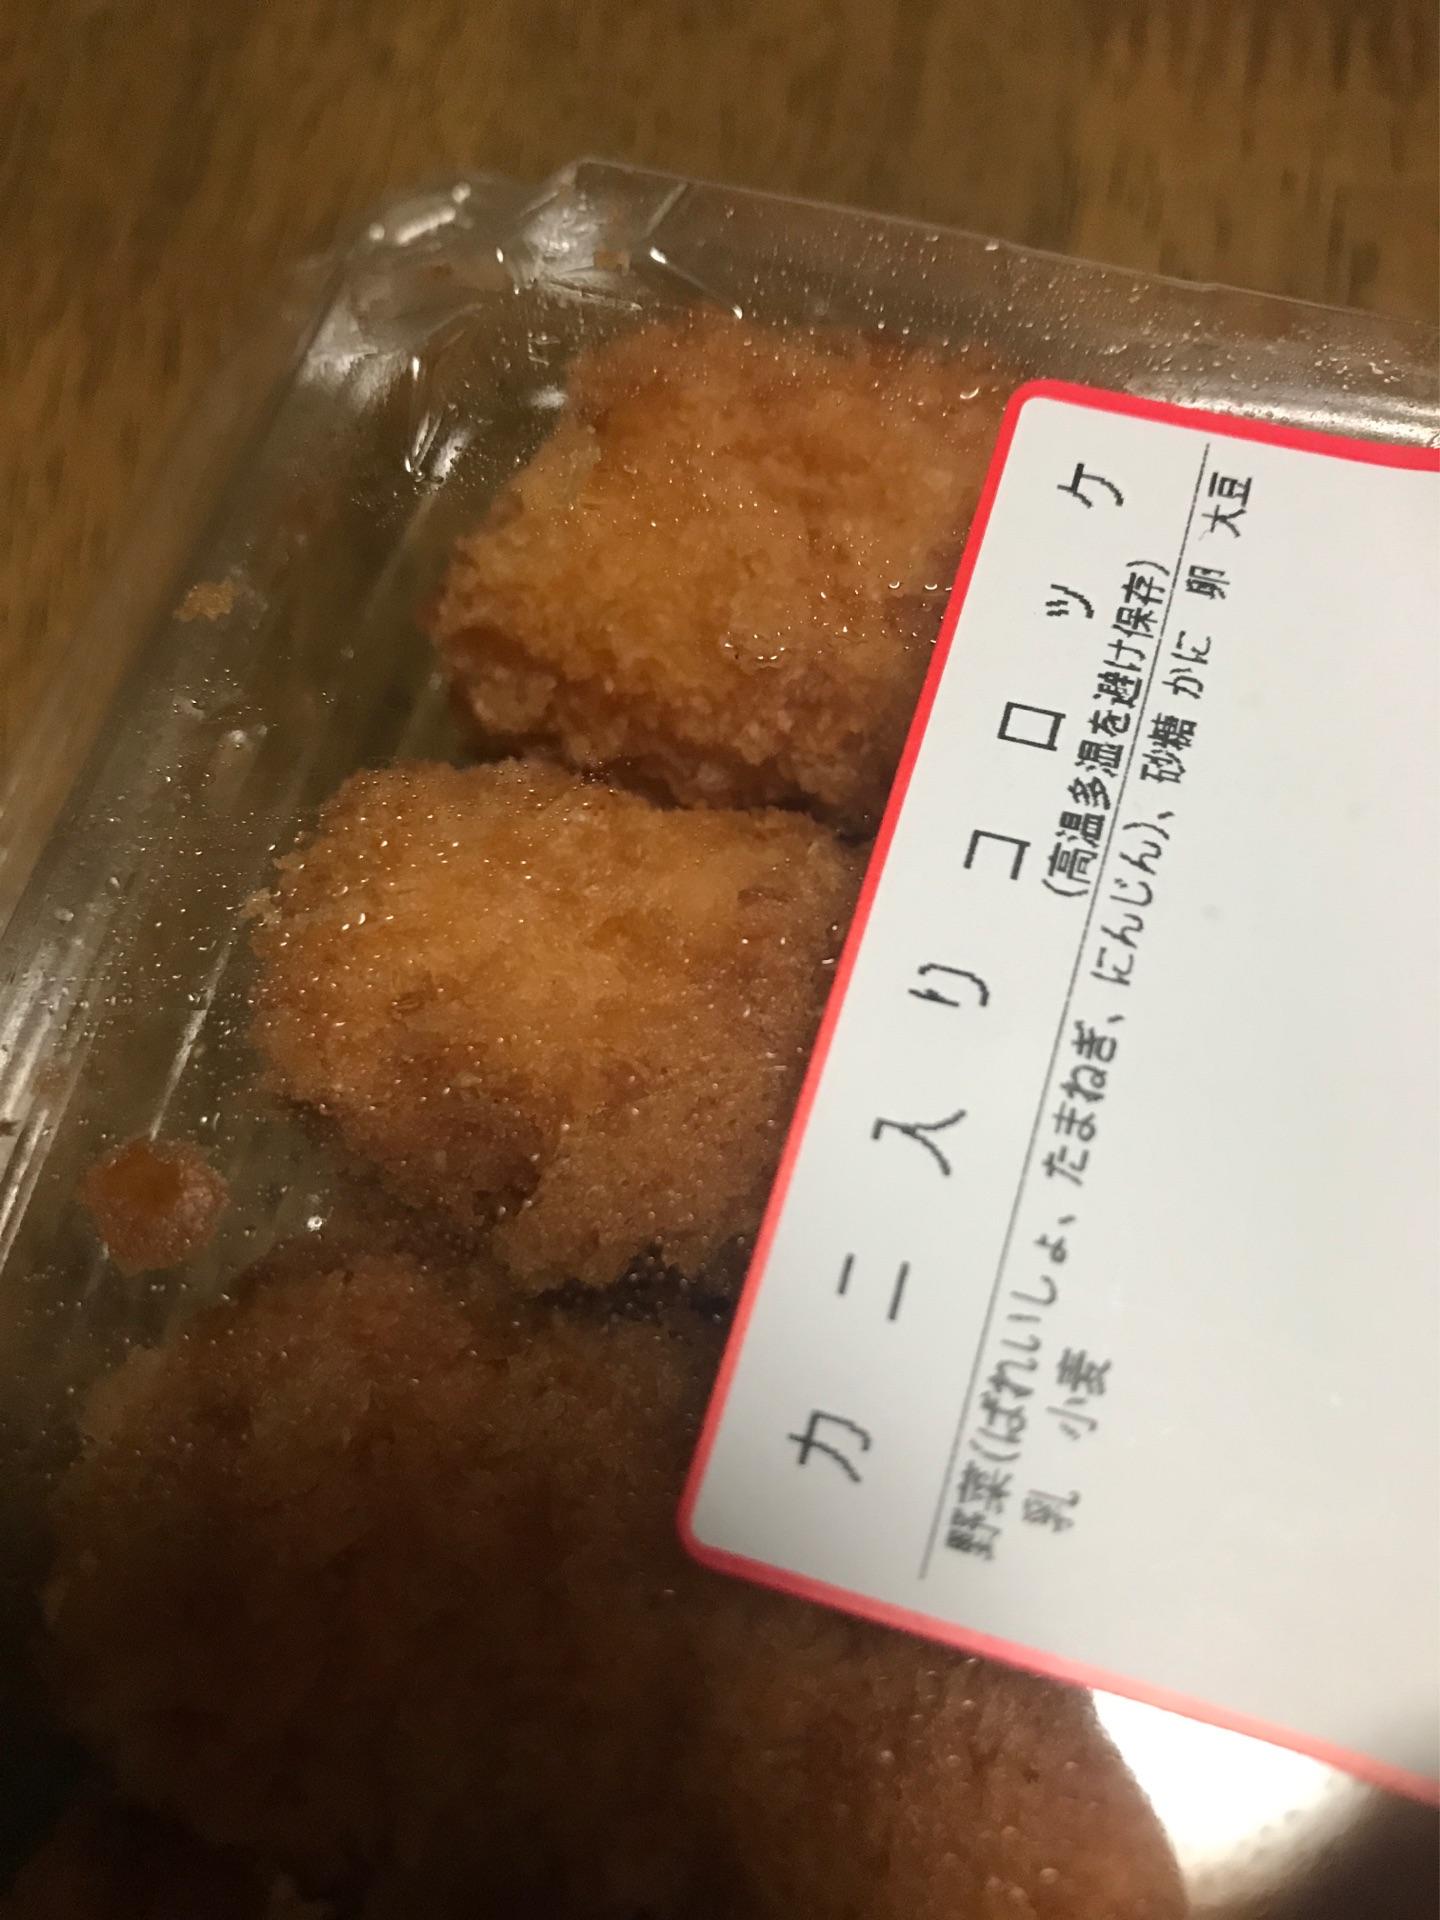 カニ入りコロッケ
(高温多温を避け保存)
野菜(ばれいしょ、たまねぎ、にんじん)、砂糖 かに 卵 大豆
乳 小麦